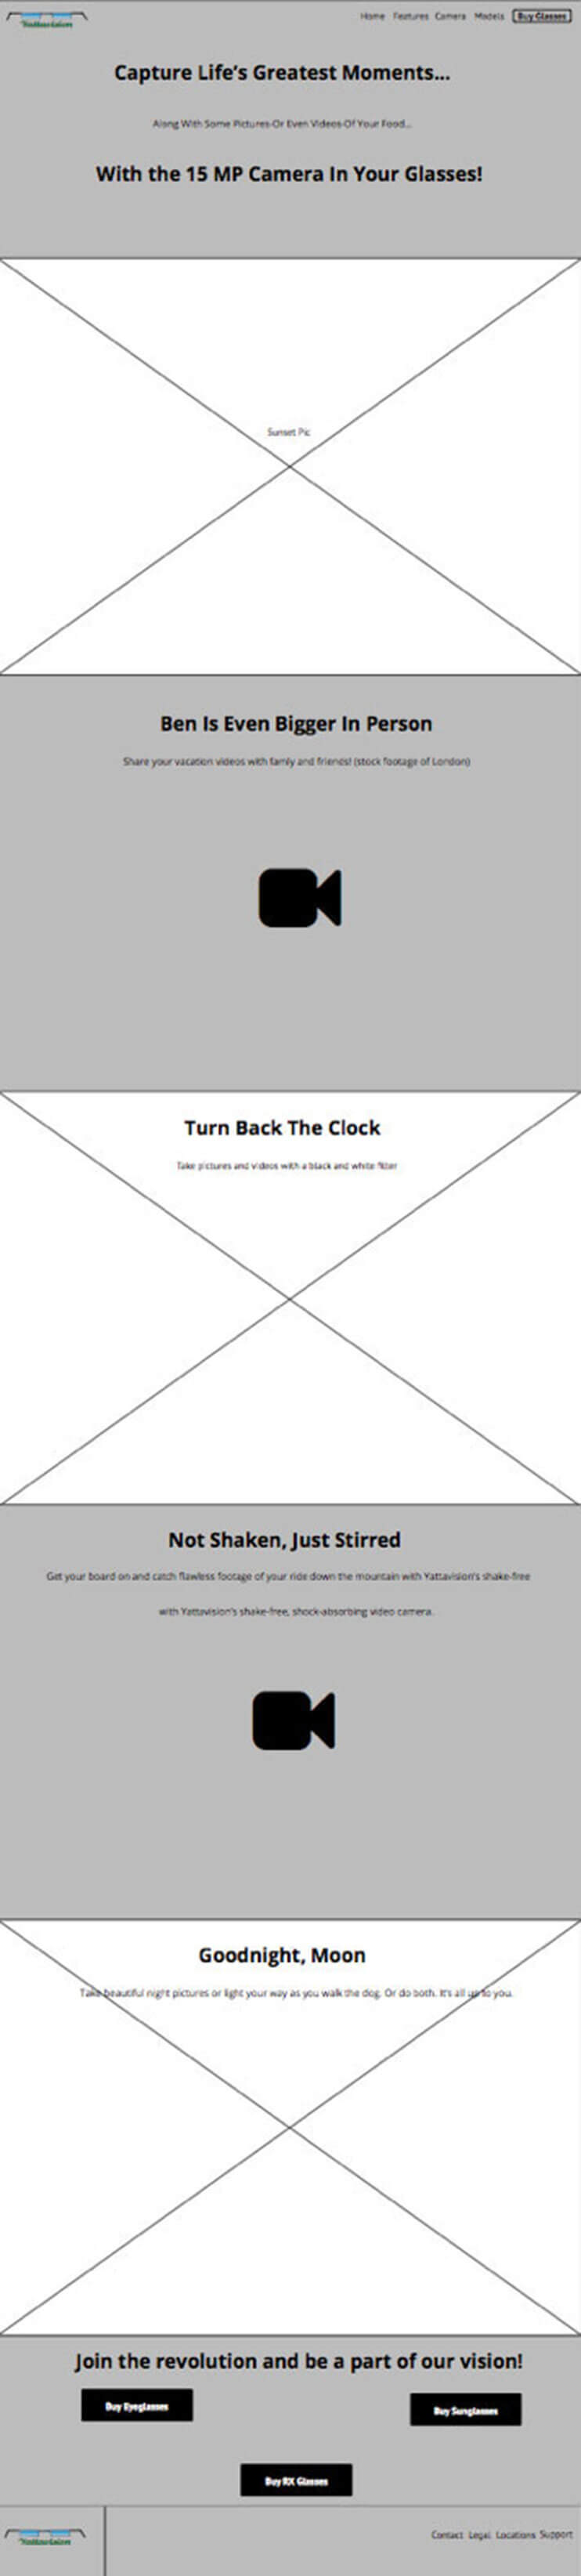 Yattavision
Home Features Camera Models Buy Glasses
Capture Life's Greatest Moments...
Along With Some Pictures-Or Even Videos-Of Your Food...
With the 15 MP Camera In Your Glasses!
Sunset Pic
Ben Is Even Bigger In Person
Share your vacation videos with family and friends! (stock footage of London)
Turn Back The Clock
Take pictures and videos with a black and white filter
Not Shaken, Just Stirred
Get your board on and catch flawless footage of your ride down the mountain with Yattavision's shake-free
with Yattavision's shake-free, shock-absorbing video camera.
Goodnight, Moon
Take beautiful night pictures or light your way as you walk the dog. Or do both. It's all up to you.
Join the revolution and be a part of our vision!
Buy Eyeglasses
Buy Sunglasses
Buy RX Glasses
Yattavision
Contact Legal Locations Support